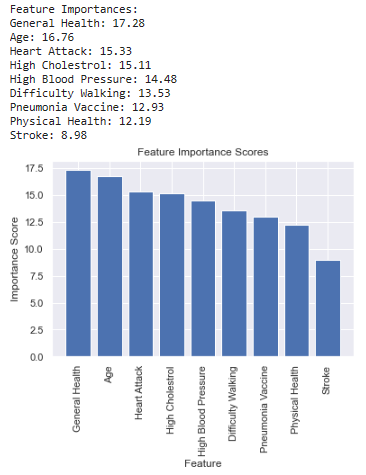 Feature Importances:
General Health: 17.28
Age: 16.76
Heart Attack: 15.33
High Cholestrol: 15.11
High Blood Pressure: 14.48
Difficulty Walking: 13.53
Pneumonia Vaccine: 12.93
Physical Health: 12.19
Stroke: 8.98
Feature Importance Scores
17.5
15.0
12.5
10.0
7.5
5.0
2.5
0.0
Importance Score
General Health
Age
Heart Attack
High Cholestrol
High Blood Pressure
Difficulty Walking
Pneumonia Vaccine
Physical Health
Stroke
Feature